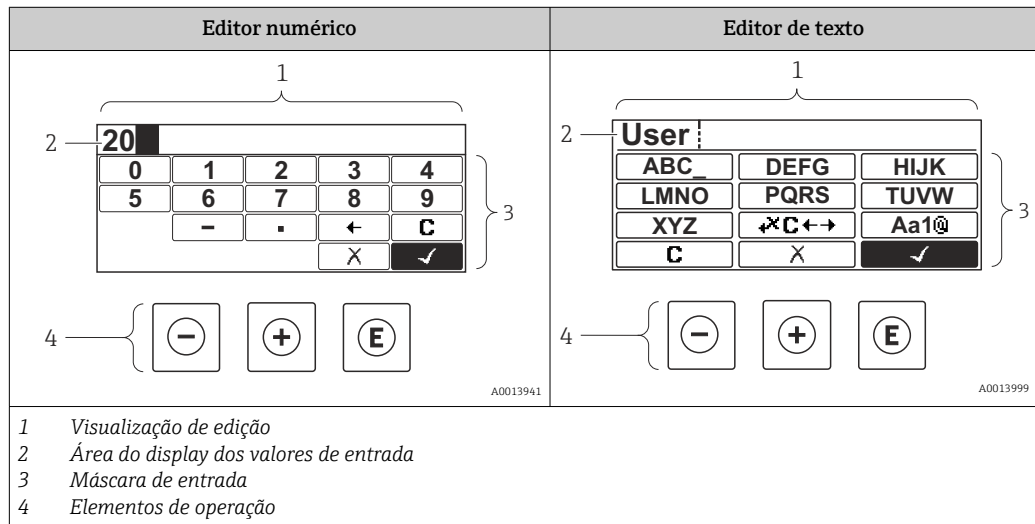 Editor numérico
Editor de texto
1
2
20
0 1 2 3 4
5 6 7 8 9
- . ← C
X ✓
3
4
- + E
A0013941
1
2
User
ABC_ DEFG HIJK
LMNO PQRS TUVW
XYZ ↶✕C←→ Aa1@
C X ✓
3
4
- + E
A0013999
1 Visualização de edição
2 Área do display dos valores de entrada
3 Máscara de entrada
4 Elementos de operação